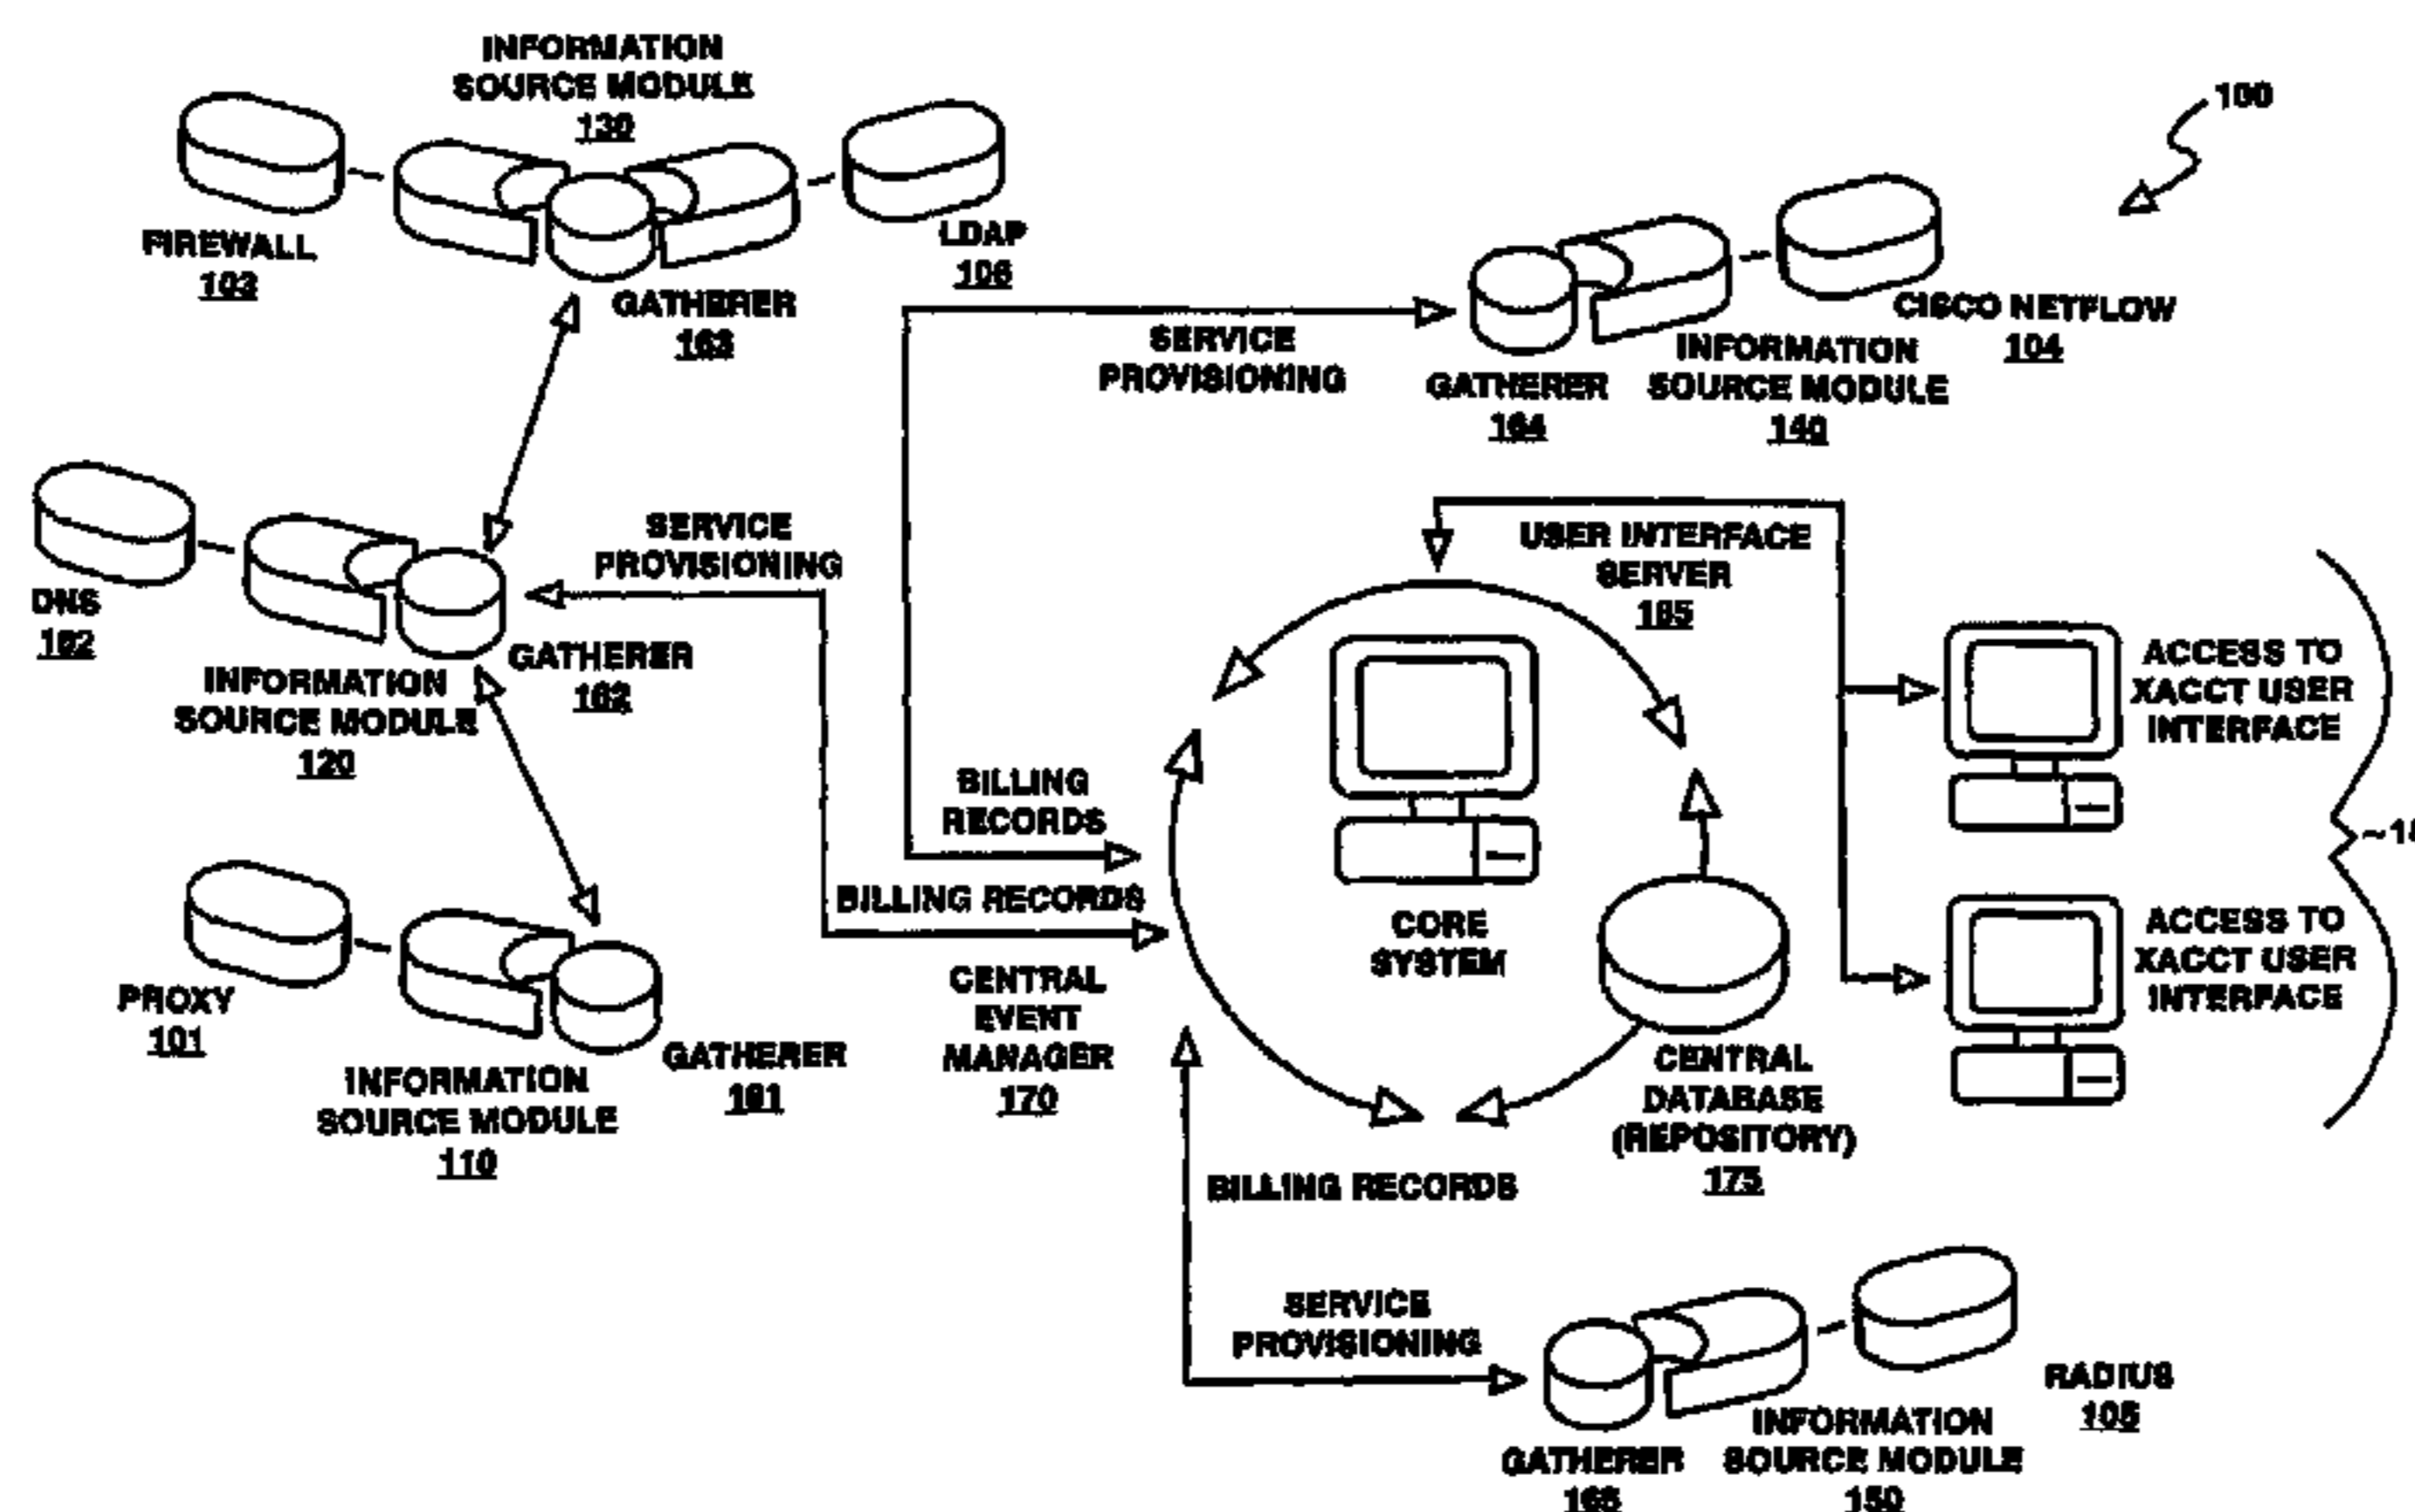 INFORMATION
SOURCE MODULE
130
100
FIREWALL
103
LDAP
106
GATHERER
163
CISCO NETFLOW
104
SERVICE
PROVISIONING
GATHERER
164
INFORMATION
SOURCE MODULE
140
DNS
102
SERVICE
PROVISIONING
USER INTERFACE
SERVER
185
GATHERER
162
INFORMATION
SOURCE MODULE
120
ACCESS TO
XACCT USER
INTERFACE
BILLING
RECORDS
BILLING RECORDS
CORE
SYSTEM
ACCESS TO
XACCT USER
INTERFACE
PROXY
101
CENTRAL
EVENT
MANAGER
170
GATHERER
161
INFORMATION
SOURCE MODULE
110
CENTRAL
DATABASE
(REPOSITORY)
175
BILLING RECORDS
SERVICE
PROVISIONING
RADIUS
105
GATHERER
165
INFORMATION
SOURCE MODULE
150